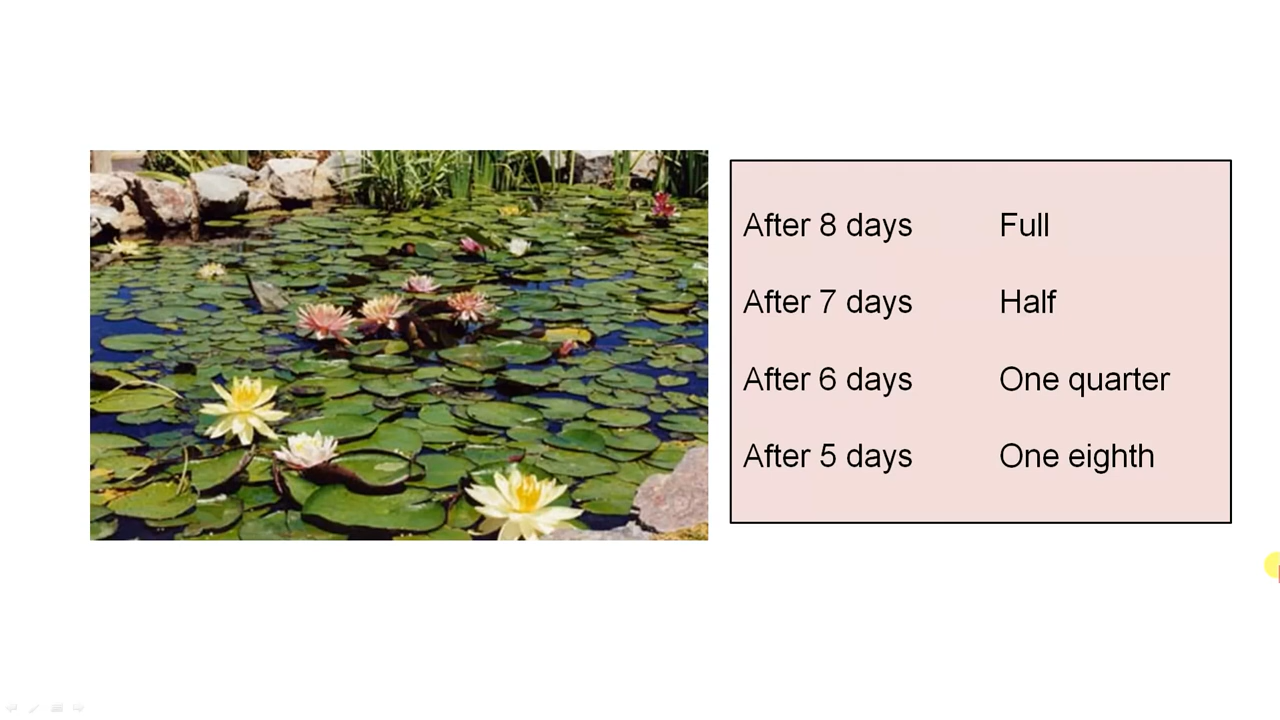 After 8 days Full
After 7 days Half
After 6 days One quarter
After 5 days One eighth